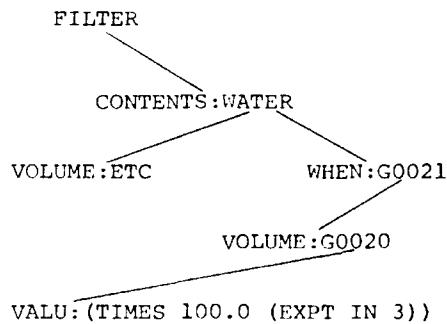 FILTER
CONTENTS:WATER
VOLUME:ETC WHEN:G0021
VOLUME:G0020
VALU:(TIMES 100.0 (EXPT IN 3))